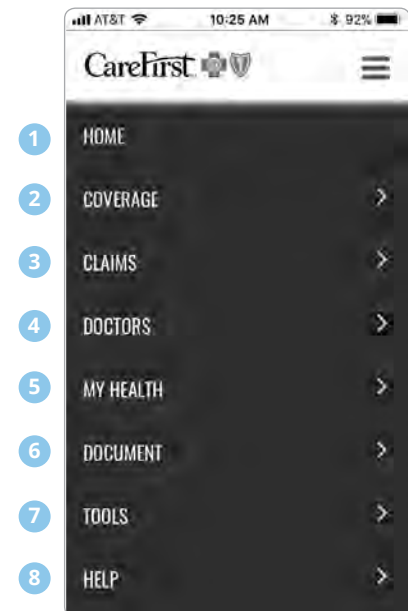 AT&T 10:25 AM 92%
CareFirst
1 HOME
2 COVERAGE
3 CLAIMS
4 DOCTORS
5 MY HEALTH
6 DOCUMENT
7 TOOLS
8 HELP